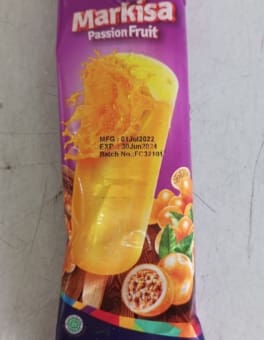 Markisa
Passion Fruit
MFG : 01Jul2022
EXP : 30Jun2024
Batch No.:FC32101